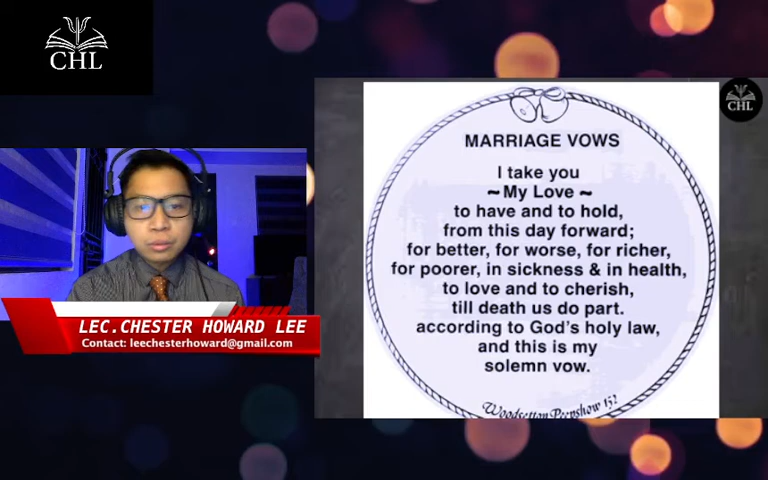 CHL
CHL
MARRIAGE VOWS
I take you
~ My Love ~
to have and to hold,
from this day forward;
for better, for worse, for richer,
for poorer, in sickness & in health,
to love and to cherish,
till death us do part.
according to God's holy law,
and this is my
solemn vow.
Woodsetton Peepshow 152
LEC.CHESTER HOWARD LEE
Contact: leechesterhoward@gmail.com